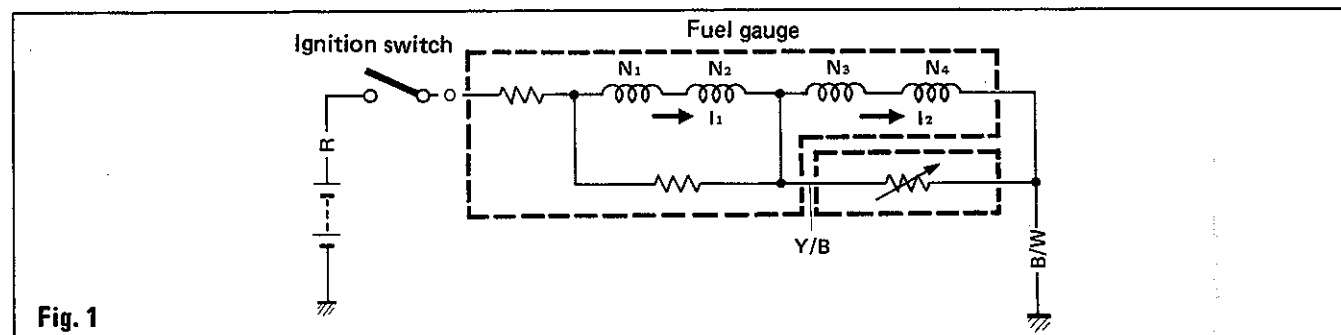 Fuel gauge
Ignition switch
N₁ N₂ N₃ N₄
I₁ I₂
R
Y/B
B/W
Fig. 1